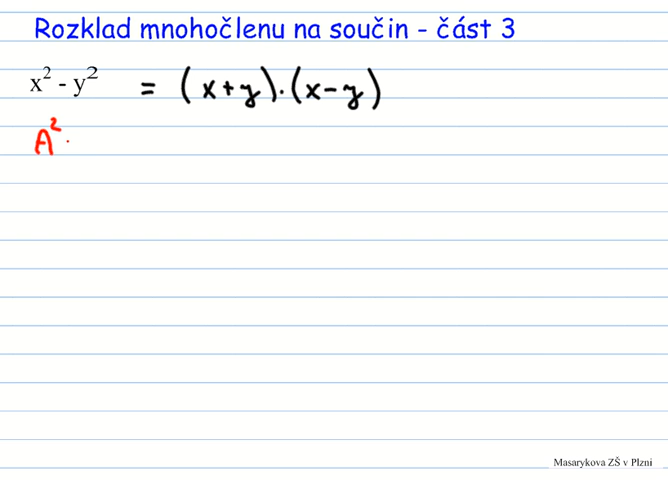 Rozklad mnohočlenu na součin - část 3
x² - y² = (x+y)·(x-y)
A² ·
Masarykova ZŠ v Plzni